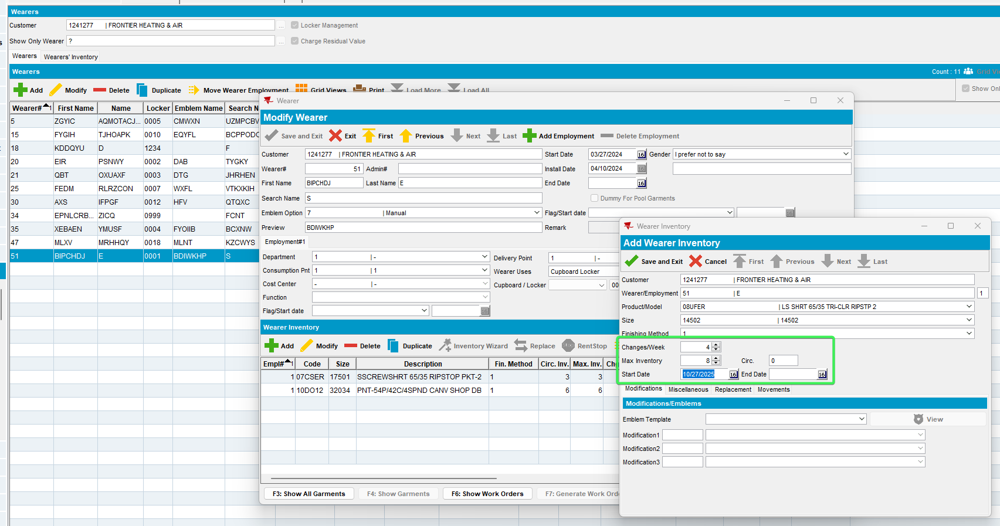 Wearers
Customer 1241277 | FRONTIER HEATING & AIR ... Locker Management
Show Only Wearer ? ... Charge Residual Value
Wearers Wearers' Inventory
Wearers Count : 11 Grid Vi
Add Modify Delete Duplicate Move Wearer Employment Grid Views Print Load More Load All Show Onl
Wearer# 1 First Name Name Locker Emblem Name Search N
5 ZGYIC AQMOTACJ... 0005 CMWXN UZMPCBV
15 FYGIH TJHOAPK 0010 EQYFL BCPPODC
18 KDDQYU D 1234 F
20 EIR PSNWY 0002 DAB TYGKY
21 QBT OXUAXF 0003 DTG JHRHEN
25 FEDM RLRZCON 0007 WXFL VTKXKIH
30 AXS IFPGF 0012 HFV QTQXC
34 EPNLCRB... ZICQ 0999 FCNT
35 XEBAEN YMUSF 0004 FYOIIB BCXNW
47 MLXV MRHHQY 0018 MLNT KZCWYS
51 BIPCHDJ E 0001 BDIWKHP S
Wearer
Modify Wearer
Save and Exit Exit First Previous Next Last Add Employment Delete Employment
Customer 1241277 | FRONTIER HEATING & AIR Start Date 03/27/2024 16 Gender I prefer not to say
Wearer# 51 Admin# Install Date 04/10/2024 16
First Name BIPCHDJ Last Name E End Date 16
Search Name S Dummy For Pool Garments
Emblem Option 7 | Manual Flag/Start date 16
Preview BDIWKHP Remark
Employment#1
Department 1 | - Delivery Point 1 | -
Consumption Pnt 1 | 1 Wearer Uses Cupboard Locker
Cost Center - | - Cupboard / Locker 00
Function
Flag/Start date 16
Wearer Inventory
Add Modify Delete Duplicate Inventory Wizard Replace RentStop
Empl# 1 Code Size Description Fin. Method Circ. Inv. Max. Inv. Ch
1 07CSER 17501 SSCREWSHRT 65/35 RIPSTOP PKT-2 1 3 3
1 10DO12 32034 PNT-54P/42C/4SPND CANV SHOP DB 1 6 6
F3: Show All Garments F4: Show Garments F6: Show Work Orders F7: Generate Work Ord
Wearer Inventory
Add Wearer Inventory
Save and Exit Cancel First Previous Next Last
Customer 1241277 | FRONTIER HEATING & AIR
Wearer/Employment 51 | E 1
Product/Model 08UFER | LS SHRT 65/35 TRI-CLR RIPSTP 2
Size 14502 | 14502
Finishing Method 1
Changes/Week 4
Max Inventory 8 Circ. 0
Start Date 10/27/2025 16 End Date 16
Modifications Miscellaneous Replacement Movements
Modifications/Emblems
Emblem Template View
Modification1
Modification2
Modification3